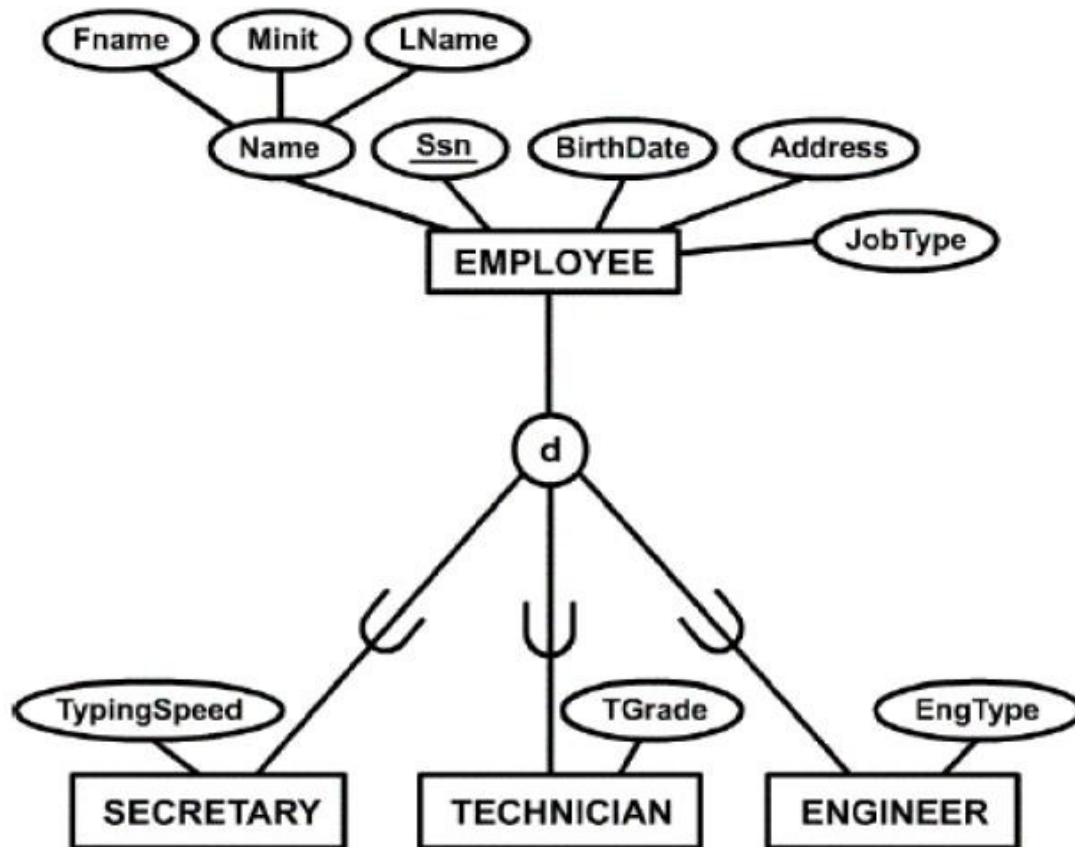 Fname Minit LName
Name Ssn BirthDate Address
JobType
EMPLOYEE
d
TypingSpeed TGrade EngType
SECRETARY TECHNICIAN ENGINEER